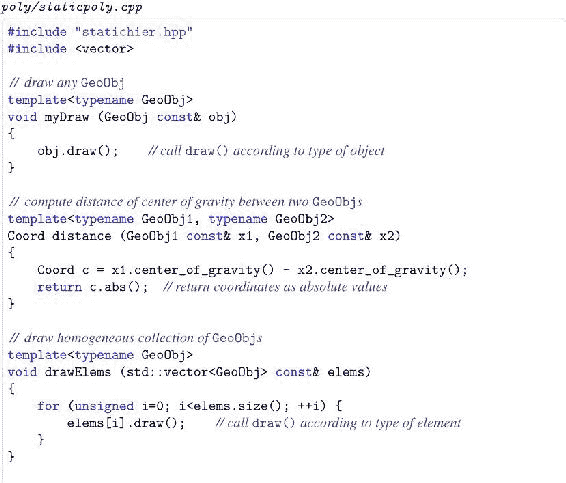 poly/staticpoly.cpp
#include "statichier.hpp"
#include <vector>
// draw any GeoObj
template<typename GeoObj>
void myDraw (GeoObj const& obj)
{
obj.draw(); // call draw() according to type of object
}
// compute distance of center of gravity between two GeoObjs
template<typename GeoObj1, typename GeoObj2>
Coord distance (GeoObj1 const& x1, GeoObj2 const& x2)
{
Coord c = x1.center_of_gravity() - x2.center_of_gravity();
return c.abs(); // return coordinates as absolute values
}
// draw homogeneous collection of GeoObjs
template<typename GeoObj>
void drawElems (std::vector<GeoObj> const& elems)
{
for (unsigned i=0; i<elems.size(); ++i) {
elems[i].draw(); // call draw() according to type of element
}
}